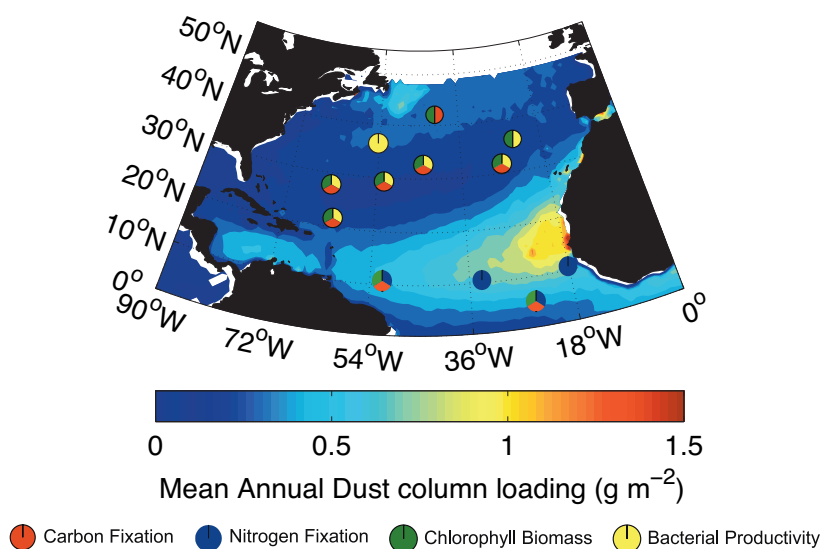 50°N
40°N
30°N
20°N
10°N
0°
90°W
72°W
54°W
36°W
18°W
0°
0 0.5 1 1.5
Mean Annual Dust column loading (g m⁻²)
Carbon Fixation Nitrogen Fixation Chlorophyll Biomass Bacterial Productivity